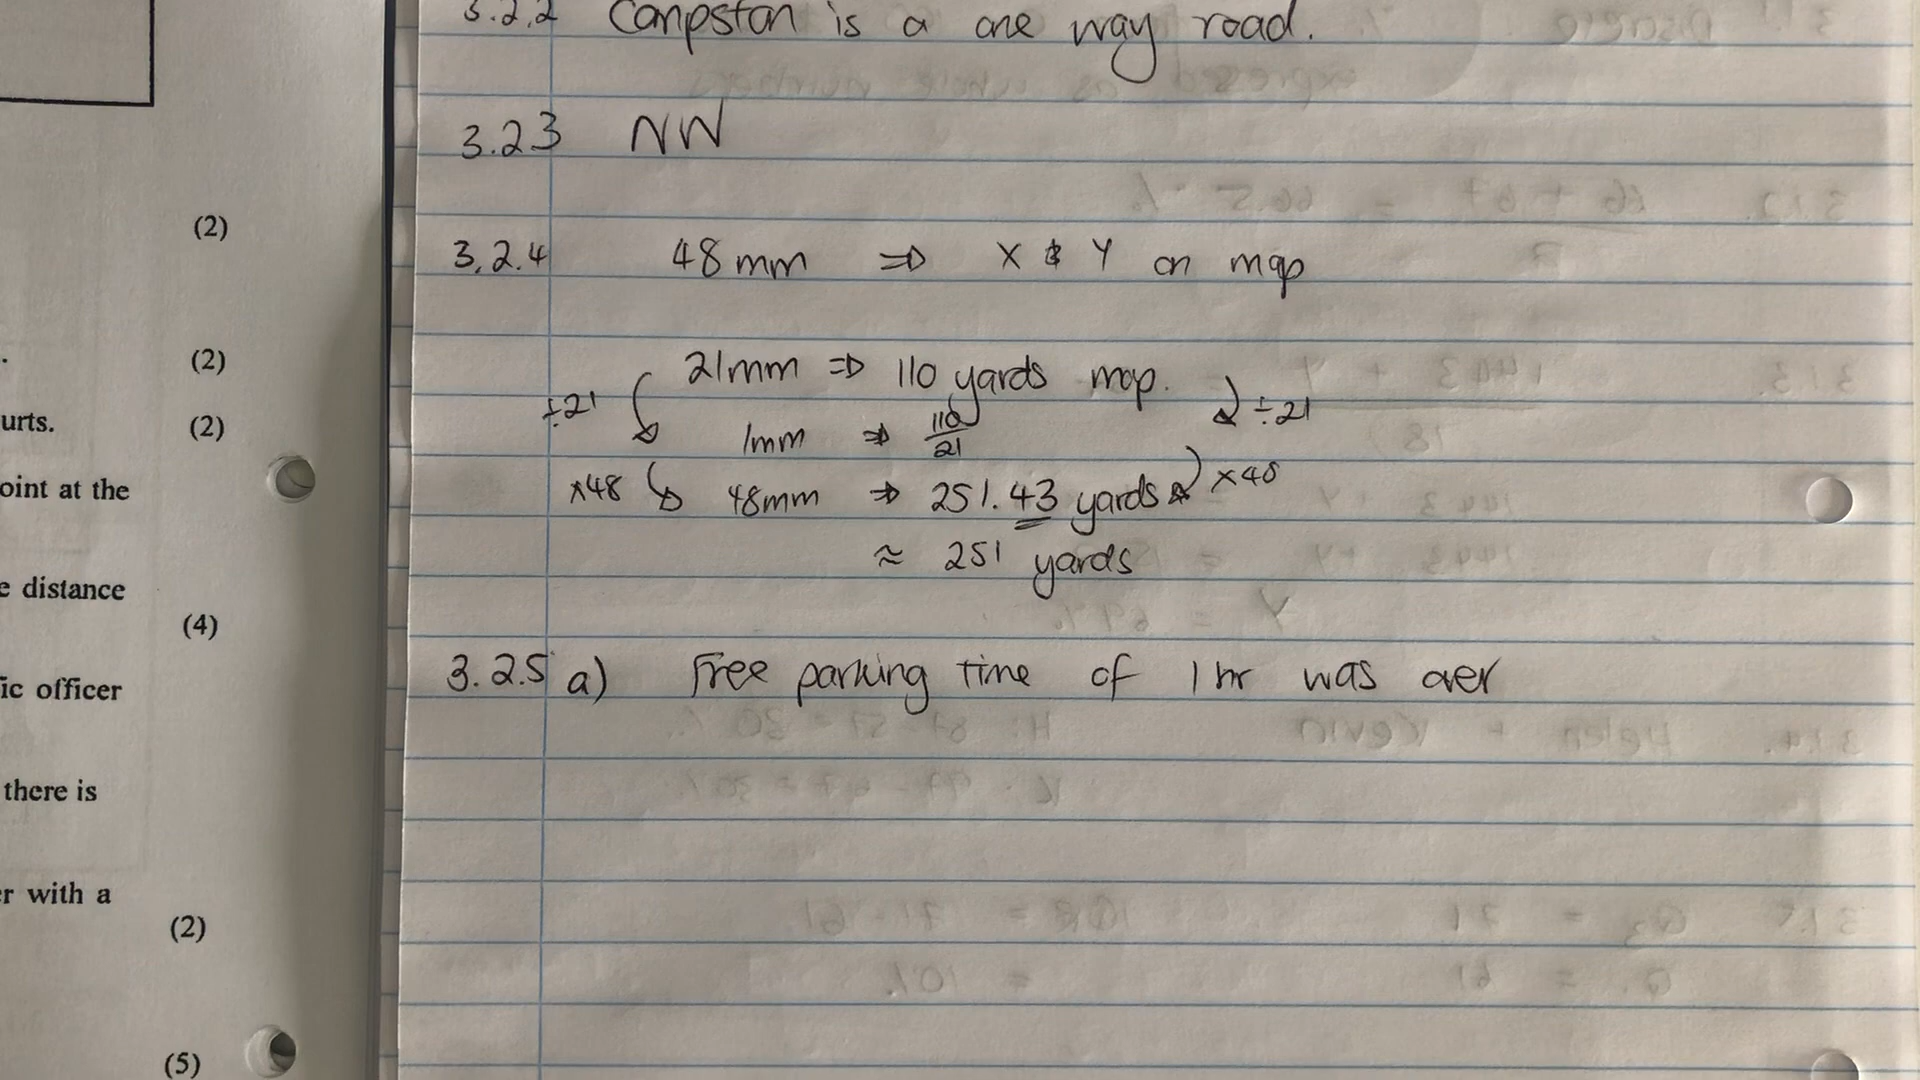 (2)
. (2)
urts. (2)
oint at the
e distance
(4)
ic officer
there is
r with a
(2)
(5)
3.2.2 Campston is a one way road.
3.2.3 NW
3.2.4 48mm ⇒ X & Y on map
21mm ⇒ 110 yards map.
÷21 ÷21
1mm ⇒ 110/21
×48 48mm ⇒ 251.43 yards ×48
≈ 251 yards
3.2.5 a) Free parking time of 1 hr was over